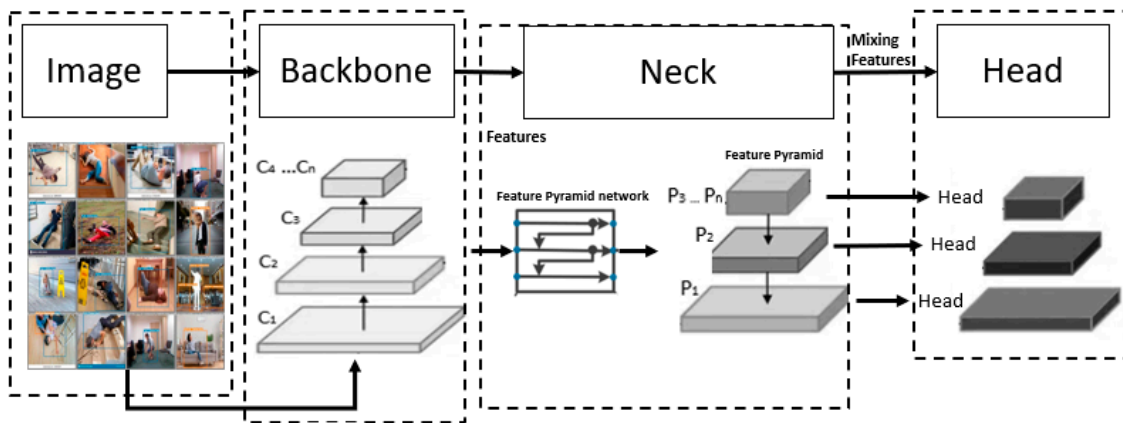 Image
Backbone
Neck
Mixing
Features
Head
Features
C4 ...Cn
C3
C2
C1
Feature Pyramid network
Feature Pyramid
P3 ... Pn
P2
P1
Head
Head
Head